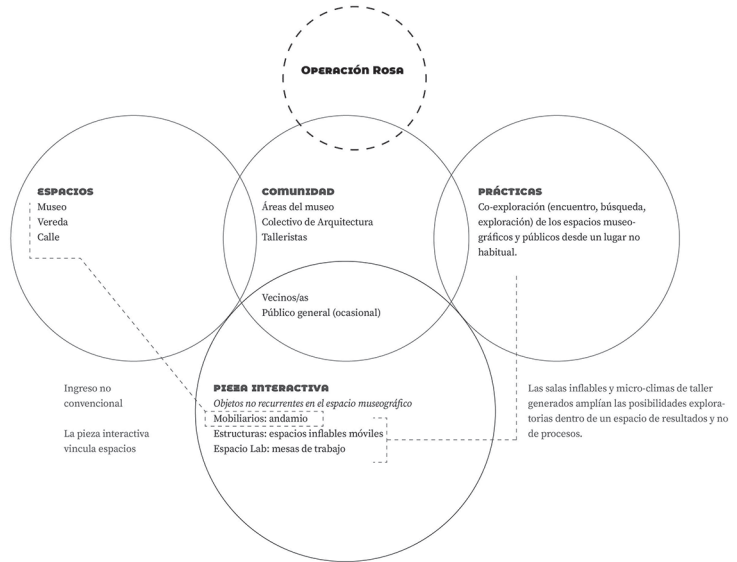 Operación Rosa
Espacios
Museo
Vereda
Calle
Comunidad
Áreas del museo
Colectivo de Arquitectura
Talleristas
Vecinos/as
Público general (ocasional)
Prácticas
Co-exploración (encuentro, búsqueda,
exploración) de los espacios museo-
gráficos y públicos desde un lugar no
habitual.
Pieza interactiva
Objetos no recurrentes en el espacio museográfico
Mobiliarios: andamio
Estructuras: espacios inflables móviles
Espacio Lab: mesas de trabajo
Ingreso no
convencional
La pieza interactiva
vincula espacios
Las salas inflables y micro-climas de taller
generados amplían las posibilidades explora-
torias dentro de un espacio de resultados y no
de procesos.